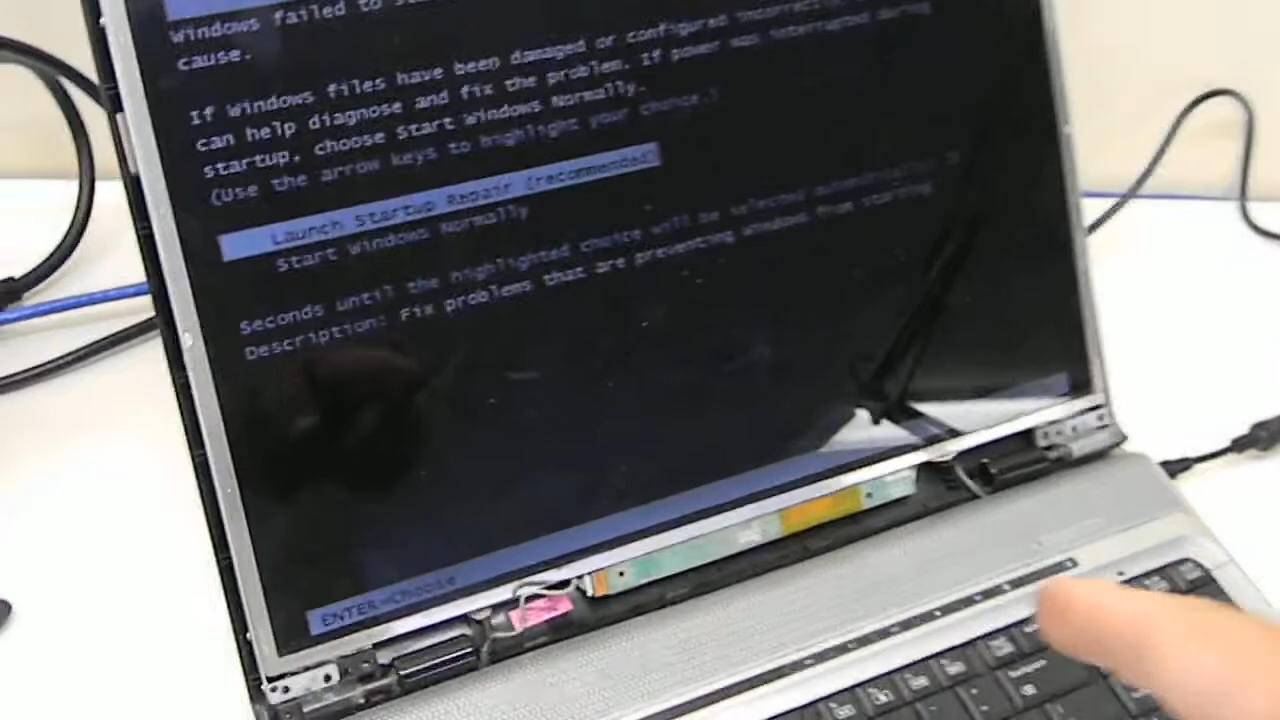 Windows failed to
cause.
If Windows files have been damaged or configured incorrectly,
can help diagnose and fix the problem. If power was interrupted during
startup, choose Start Windows Normally.
(Use the arrow keys to highlight your choice.)
Launch Startup Repair (recommended)
Start Windows Normally
Seconds until the highlighted choice will be selected automatically
Description: Fix problems that are preventing Windows from starting
ENTER=Choose